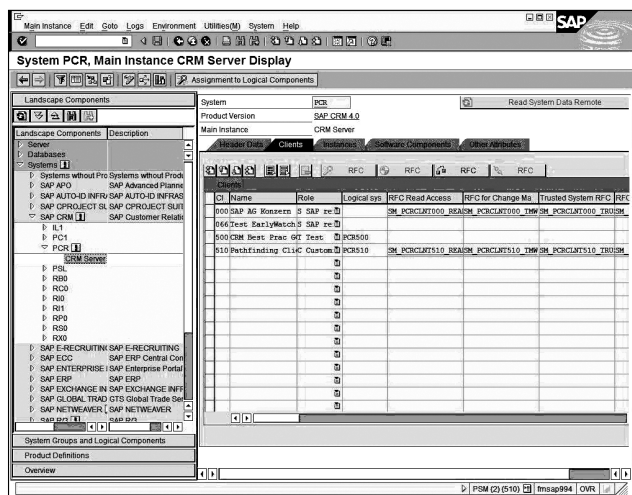 Main Instance Edit Goto Logs Environment Utilities(M) System Help
SAP
System PCR, Main Instance CRM Server Display
Assignment to Logical Components
Landscape Components
Landscape Components Description
Server
Databases
Systems
Systems without Pro Systems without Produ
SAP APO SAP Advanced Planne
SAP AUTO-ID INFRA SAP AUTO-ID INFRAS
SAP CPROJECT SU SAP CPROJECT SUIT
SAP CRM SAP Customer Relatio
IL1
PC1
PCR
CRM Server
PSL
RB0
RC0
RI0
RI1
RP0
RS0
RX0
SAP E-RECRUITING SAP E-RECRUITING
SAP ECC SAP ERP Central Con
SAP ENTERPRISE SAP Enterprise Portal
SAP ERP SAP ERP
SAP EXCHANGE IN SAP EXCHANGE INFR
SAP GLOBAL TRAD GTS Global Trade Ser
SAP NETWEAVER SAP NETWEAVER
SAP R/3 SAP R/3
System Groups and Logical Components
Product Definitions
Overview
System PCR Read System Data Remote
Product Version SAP CRM 4.0
Main Instance CRM Server
Header Data Clients Instances Software Components Other Attributes
RFC RFC RFC RFC
Clients
Cl Name Role Logical sys RFC Read Access RFC for Change Ma Trusted System RFC RFC
000 SAP AG Konzern S SAP re SM_PCRCLNT000_REA SM_PCRCLNT000_TMW SM_PCRCLNT000_TRU SM_
066 Test EarlyWatch S SAP re
500 CRM Best Prac GC T Test PCR500
510 Pathfinding Cli C Custom PCR510 SM_PCRCLNT510_REA SM_PCRCLNT510_TMW SM_PCRCLNT510_TRU SM_
PSM (2) (510) fmsap994 OVR